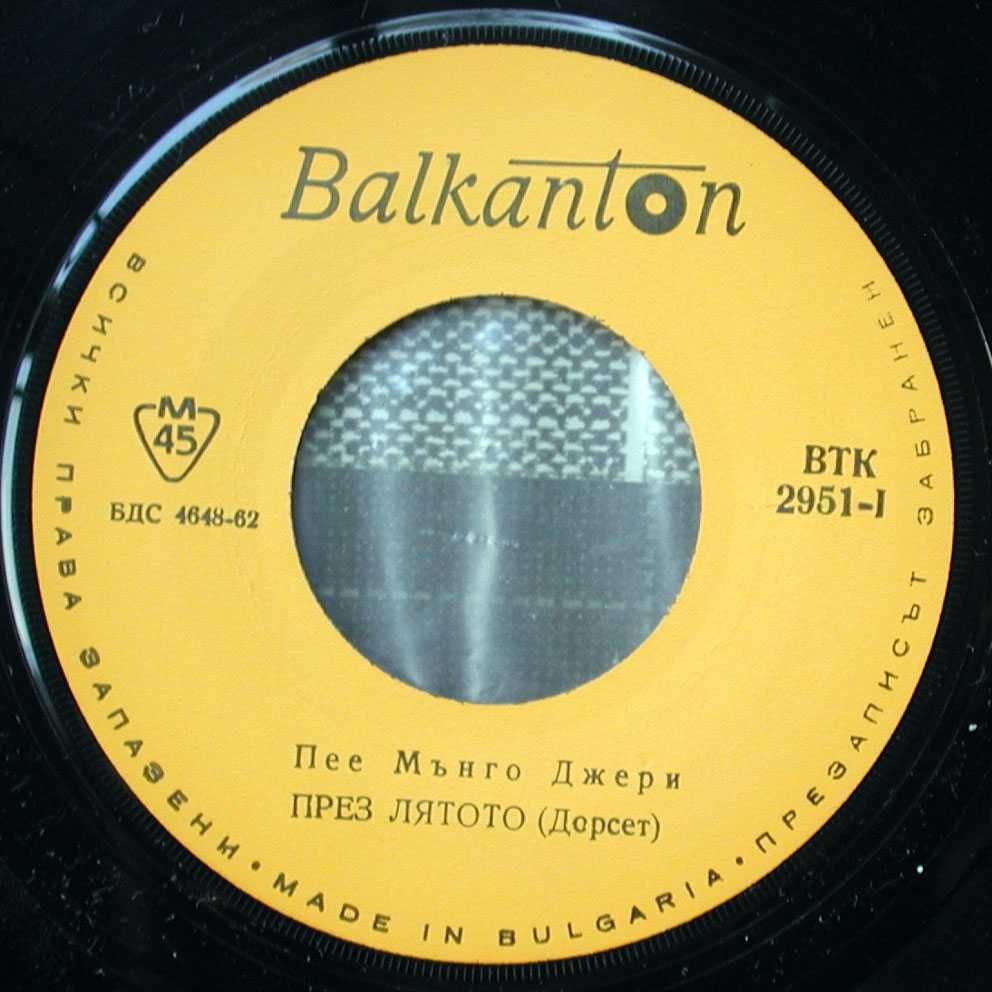 Balkanton
М
45
БДС 4648-62
ВТК
2951-I
Пее Мънго Джери
ПРЕЗ ЛЯТОТО (Дорсет)
ВСИЧКИ ПРАВА ЗАПАЗЕНИ • MADE IN BULGARIA • ПРЕЗАПИСЪТ ЗАБРАНЕН